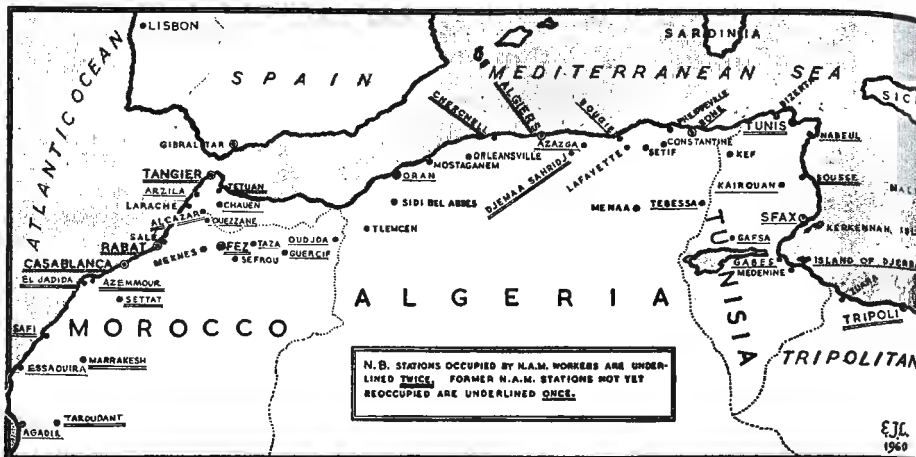 LISBON
ATLANTIC OCEAN
SPAIN
MEDITERRANEAN SEA
SARDINIA
GIBRALTAR
CHERCHELL
ALGIERS
AZAZGA
BOUGIE
PHILIPPEVILLE
BONE
CONSTANTINE
TUNIS
BIZERTA
NABEUL
TANGIER
ARZILA
LARACHE
ALCAZAR
TETUAN
CHAUEN
OUEZZANE
ORAN
MOSTAGANEM
ORLEANSVILLE
DJEMAA SAHRIDJ
LAFAYETTE
SETIF
KEF
SOUSSE
KAIROUAN
SIDI BEL ABBES
MENAA
TEBESSA
SFAX
SALE
RABAT
MEKNES
FEZ
TAZA
SEFROU
GUERCIF
OUDJDA
TLEMCEN
GAFSA
KERKENNAH, ISL
CASABLANCA
EL JADIDA
AZEMMOUR
SETTAT
GABES
MEDENINE
ISLAND OF DJERBA
ZUARA
ALGERIA
TUNISIA
TRIPOLI
SAFI
MOROCCO
MARRAKESH
ESSAOUIRA
TRIPOLITAN
N.B. STATIONS OCCUPIED BY N.A.M. WORKERS ARE UNDER-
LINED TWICE. FORMER N.A.M. STATIONS NOT YET
REOCCUPIED ARE UNDERLINED ONCE.
TAROUDANT
AGADIR
E.J.L.
1960